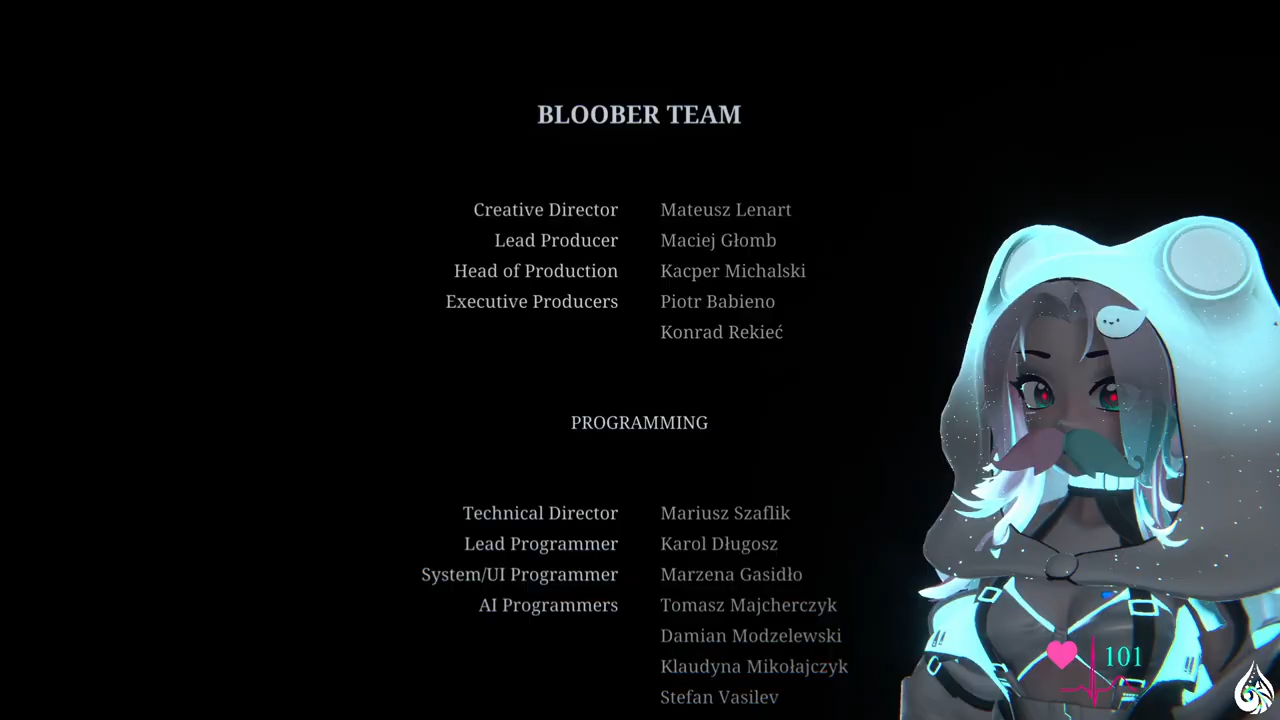 BLOOBER TEAM
Creative Director Mateusz Lenart
Lead Producer Maciej Głomb
Head of Production Kacper Michalski
Executive Producers Piotr Babieno
Konrad Rekieć
PROGRAMMING
Technical Director Mariusz Szaflik
Lead Programmer Karol Długosz
System/UI Programmer Marzena Gasidło
AI Programmers Tomasz Majcherczyk
Damian Modzelewski
Klaudyna Mikołajczyk
Stefan Vasilev
101